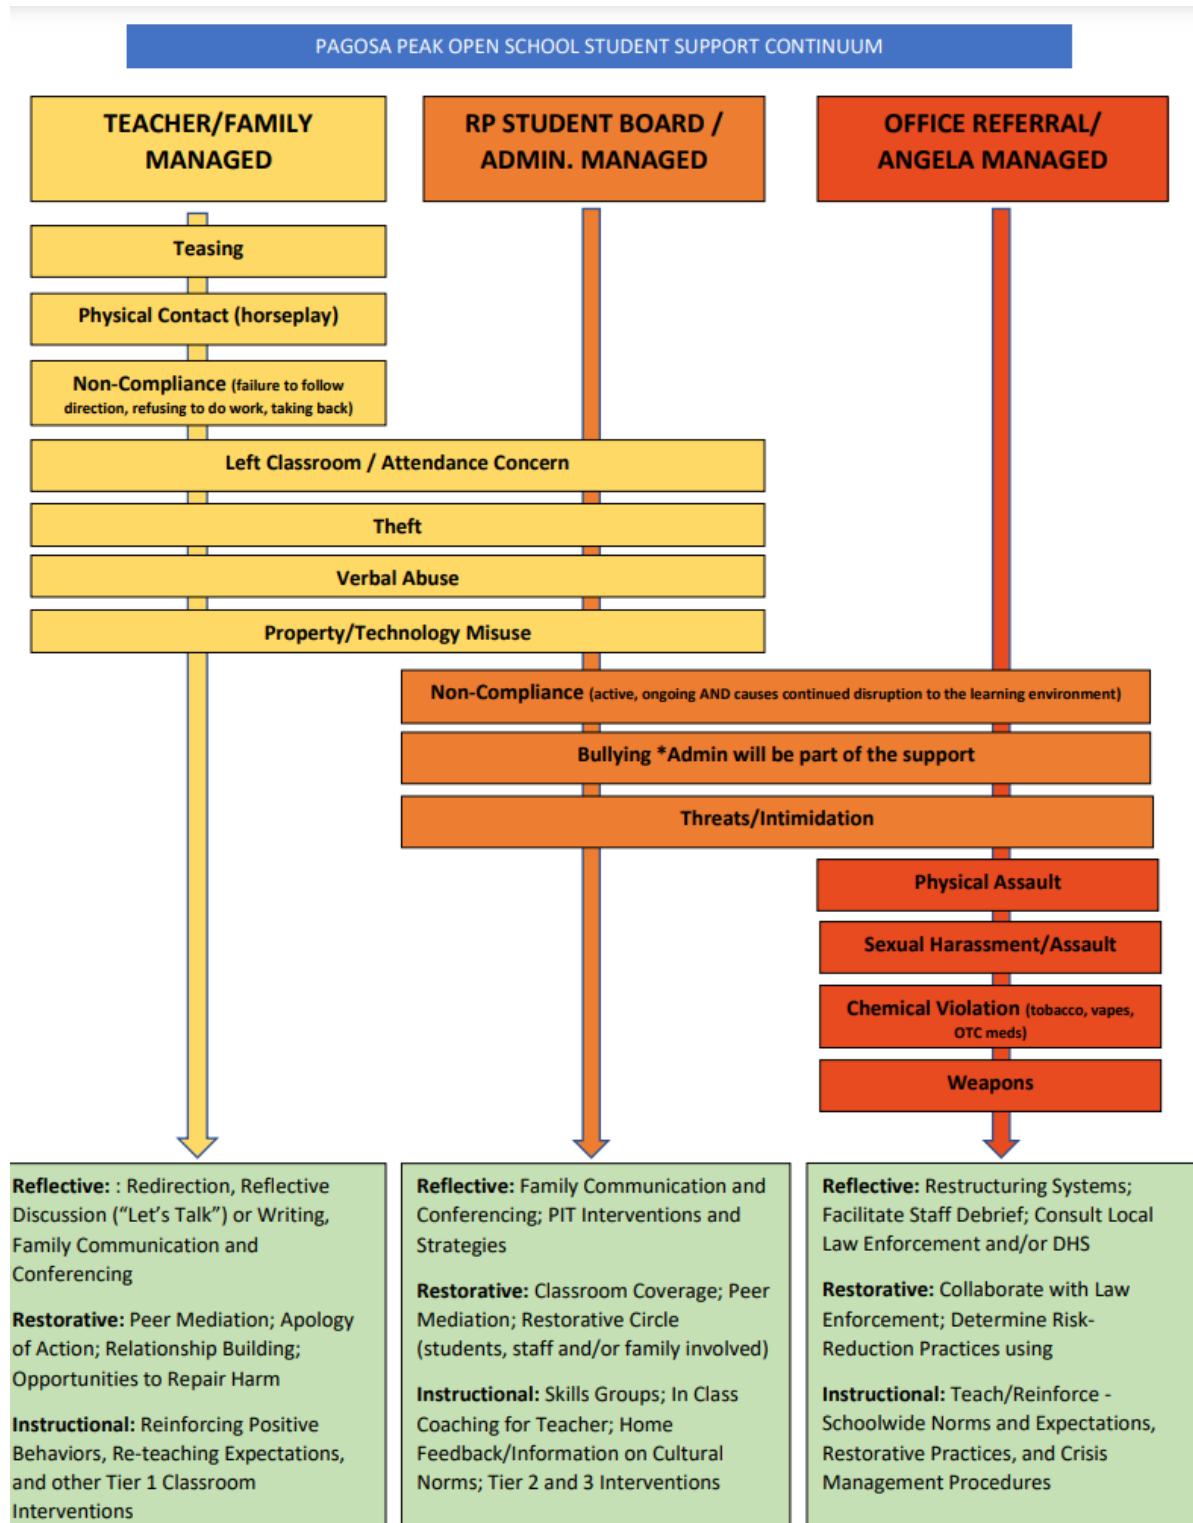 PAGOSA PEAK OPEN SCHOOL STUDENT SUPPORT CONTINUUM
TEACHER/FAMILY
MANAGED
RP STUDENT BOARD /
ADMIN. MANAGED
OFFICE REFERRAL/
ANGELA MANAGED
Teasing
Physical Contact (horseplay)
Non-Compliance (failure to follow
direction, refusing to do work, taking back)
Left Classroom / Attendance Concern
Theft
Verbal Abuse
Property/Technology Misuse
Non-Compliance (active, ongoing AND causes continued disruption to the learning environment)
Bullying *Admin will be part of the support
Threats/Intimidation
Physical Assault
Sexual Harassment/Assault
Chemical Violation (tobacco, vapes,
OTC meds)
Weapons
Reflective: : Redirection, Reflective
Discussion (“Let’s Talk”) or Writing,
Family Communication and
Conferencing
Restorative: Peer Mediation; Apology
of Action; Relationship Building;
Opportunities to Repair Harm
Instructional: Reinforcing Positive
Behaviors, Re-teaching Expectations,
and other Tier 1 Classroom
Interventions
Reflective: Family Communication and
Conferencing; PIT Interventions and
Strategies
Restorative: Classroom Coverage; Peer
Mediation; Restorative Circle
(students, staff and/or family involved)
Instructional: Skills Groups; In Class
Coaching for Teacher; Home
Feedback/Information on Cultural
Norms; Tier 2 and 3 Interventions
Reflective: Restructuring Systems;
Facilitate Staff Debrief; Consult Local
Law Enforcement and/or DHS
Restorative: Collaborate with Law
Enforcement; Determine Risk-
Reduction Practices using
Instructional: Teach/Reinforce -
Schoolwide Norms and Expectations,
Restorative Practices, and Crisis
Management Procedures